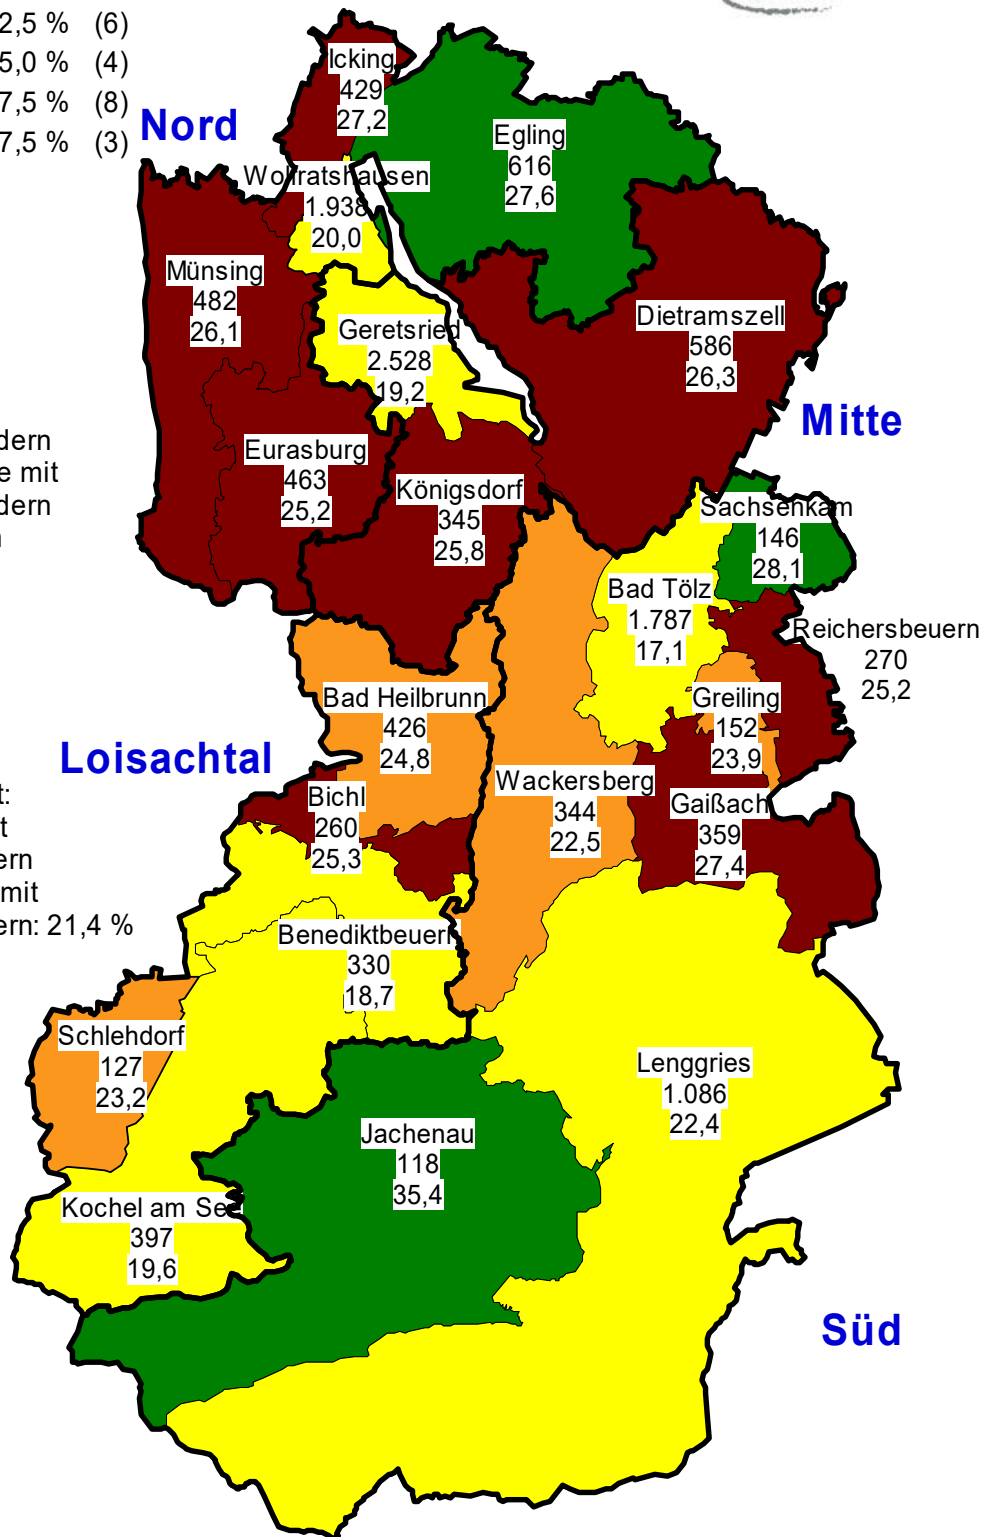 2,5 % (6)
5,0 % (4)
7,5 % (8)
7,5 % (3)
Nord
Icking
429
27,2
Egling
616
27,6
Wolfratshausen
1.938
20,0
Münsing
482
26,1
Geretsried
2.528
19,2
Dietramszell
586
26,3
Mitte
dern
e mit
dern
Eurasburg
463
25,2
Königsdorf
345
25,8
Sachsenkam
146
28,1
Bad Tölz
1.787
17,1
Reichersbeuern
270
25,2
Bad Heilbrunn
426
24,8
Greiling
152
23,9
Loisachtal
Wackersberg
344
22,5
Gaißach
359
27,4
Bichl
260
25,3
t:
t
ern
mit
ern: 21,4 %
Benediktbeuern
330
18,7
Schlehdorf
127
23,2
Lenggries
1.086
22,4
Jachenau
118
35,4
Kochel am See
397
19,6
Süd